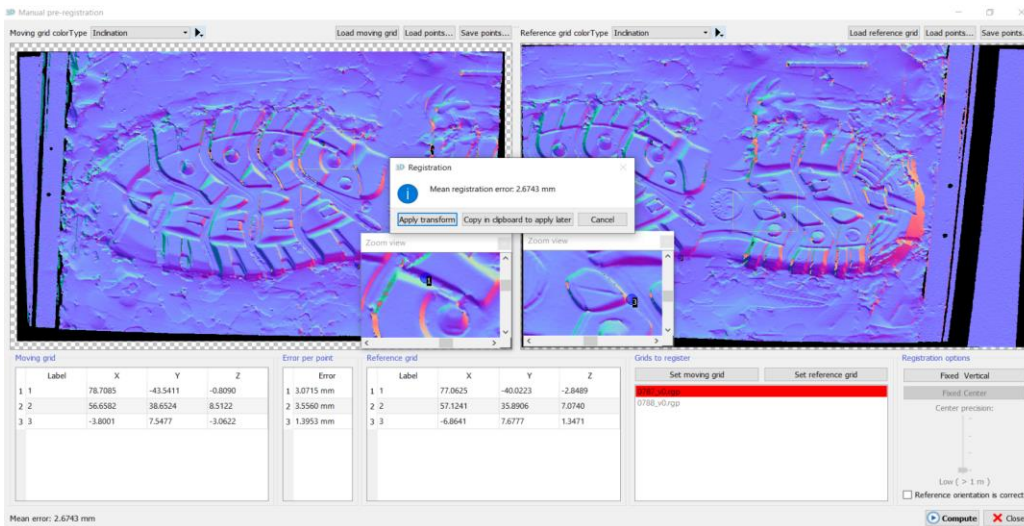 Manual pre-registration
Moving grid colorType Inclination Load moving grid Load points... Save points... Reference grid colorType Inclination Load reference grid Load points... Save points...
3D Registration
Mean registration error: 2.6743 mm
Apply transform Copy in clipboard to apply later Cancel
Zoom view Zoom view
1 3
Moving grid Error per point Reference grid Grids to register Registration options
Label X Y Z Error Label X Y Z Set moving grid Set reference grid Fixed Vertical
1 1 78.7085 -43.5411 -0.8090 1 3.0715 mm 1 1 77.0625 -40.0223 -2.8489 0787_v0.rgp Fixed Center
2 2 56.6582 38.6524 8.5122 2 3.5560 mm 2 2 57.1241 35.8906 7.0740 0788_v0.rgp Center precision:
3 3 -3.8001 7.5477 -3.0622 3 1.3953 mm 3 3 -6.8641 7.6777 1.3471
Low ( > 1 m )
Reference orientation is correct
Mean error: 2.6743 mm Compute Close